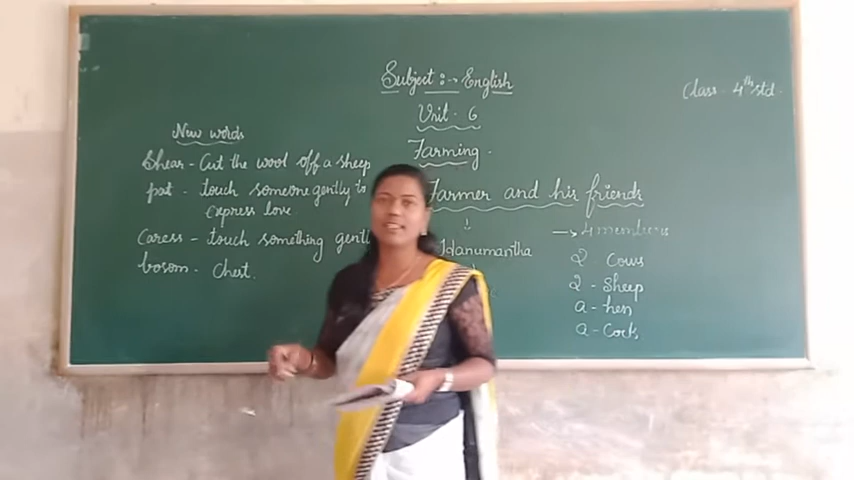 Subject :- English
Class - 4th std.
Unit - 6
Farming.
Farmer and his friends
Idanumantha
New words
Shear - Cut the wool off a sheep
pat - touch someone gently to
express love.
Caress - touch something gentl
bosom - Chest.
2 Cows
2 - Sheep
a - hen
a - Cock,